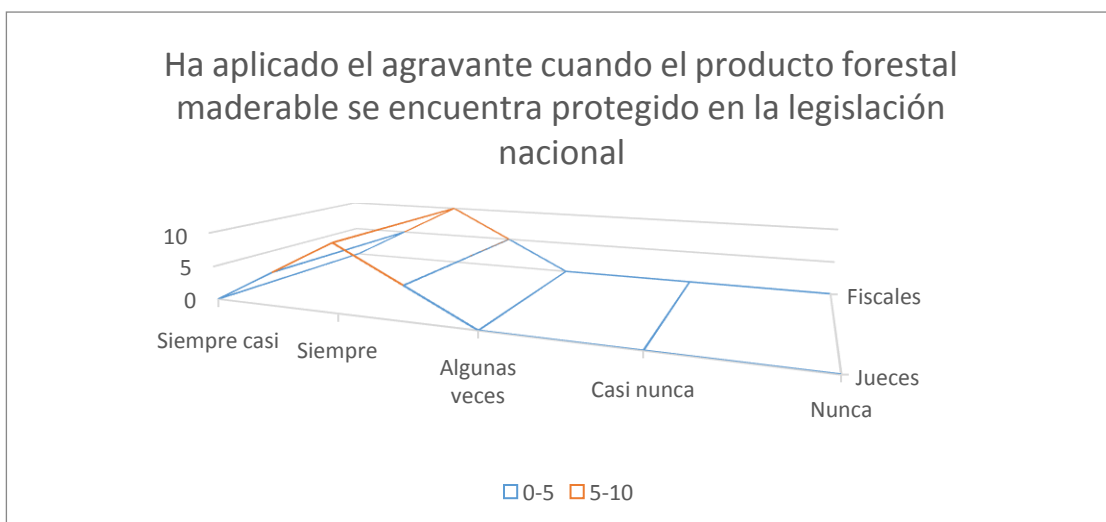 Ha aplicado el agravante cuando el producto forestal
maderable se encuentra protegido en la legislación
nacional
10
5
0
Siempre casi
Siempre
Algunas
veces
Casi nunca
Nunca
Jueces
Fiscales
0-5
5-10